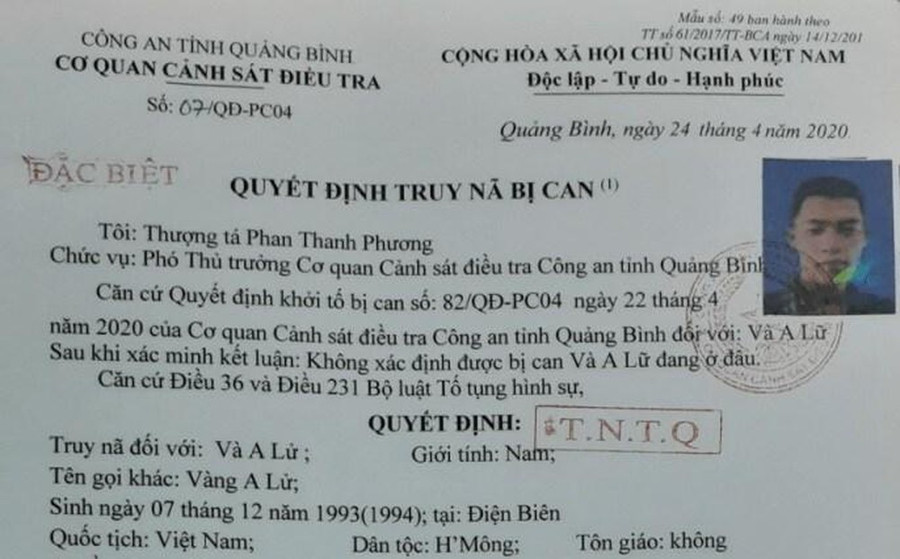 Mẫu số: 49 ban hành theo
TT số 61/2017/TT-BCA ngày 14/12/201
CÔNG AN TỈNH QUẢNG BÌNH
CƠ QUAN CẢNH SÁT ĐIỀU TRA
Số: 07/QĐ-PC04
CỘNG HÒA XÃ HỘI CHỦ NGHĨA VIỆT NAM
Độc lập - Tự do - Hạnh phúc
Quảng Bình, ngày 24 tháng 4 năm 2020
ĐẶC BIỆT
QUYẾT ĐỊNH TRUY NÃ BỊ CAN (1)
Tôi: Thượng tá Phan Thanh Phương
Chức vụ: Phó Thủ trưởng Cơ quan Cảnh sát điều tra Công an tỉnh Quảng Bình
Căn cứ Quyết định khởi tố bị can số: 82/QĐ-PC04 ngày 22 tháng 4
năm 2020 của Cơ quan Cảnh sát điều tra Công an tỉnh Quảng Bình đối với: Và A Lữ
Sau khi xác minh kết luận: Không xác định được bị can Và A Lữ đang ở đâu.
Căn cứ Điều 36 và Điều 231 Bộ luật Tố tụng hình sự,
QUYẾT ĐỊNH:
T.N.T.Q
Truy nã đối với: Và A Lử;
Giới tính: Nam;
Tên gọi khác: Vàng A Lử;
Sinh ngày 07 tháng 12 năm 1993(1994); tại: Điện Biên
Quốc tịch: Việt Nam; Dân tộc: H'Mông; Tôn giáo: không